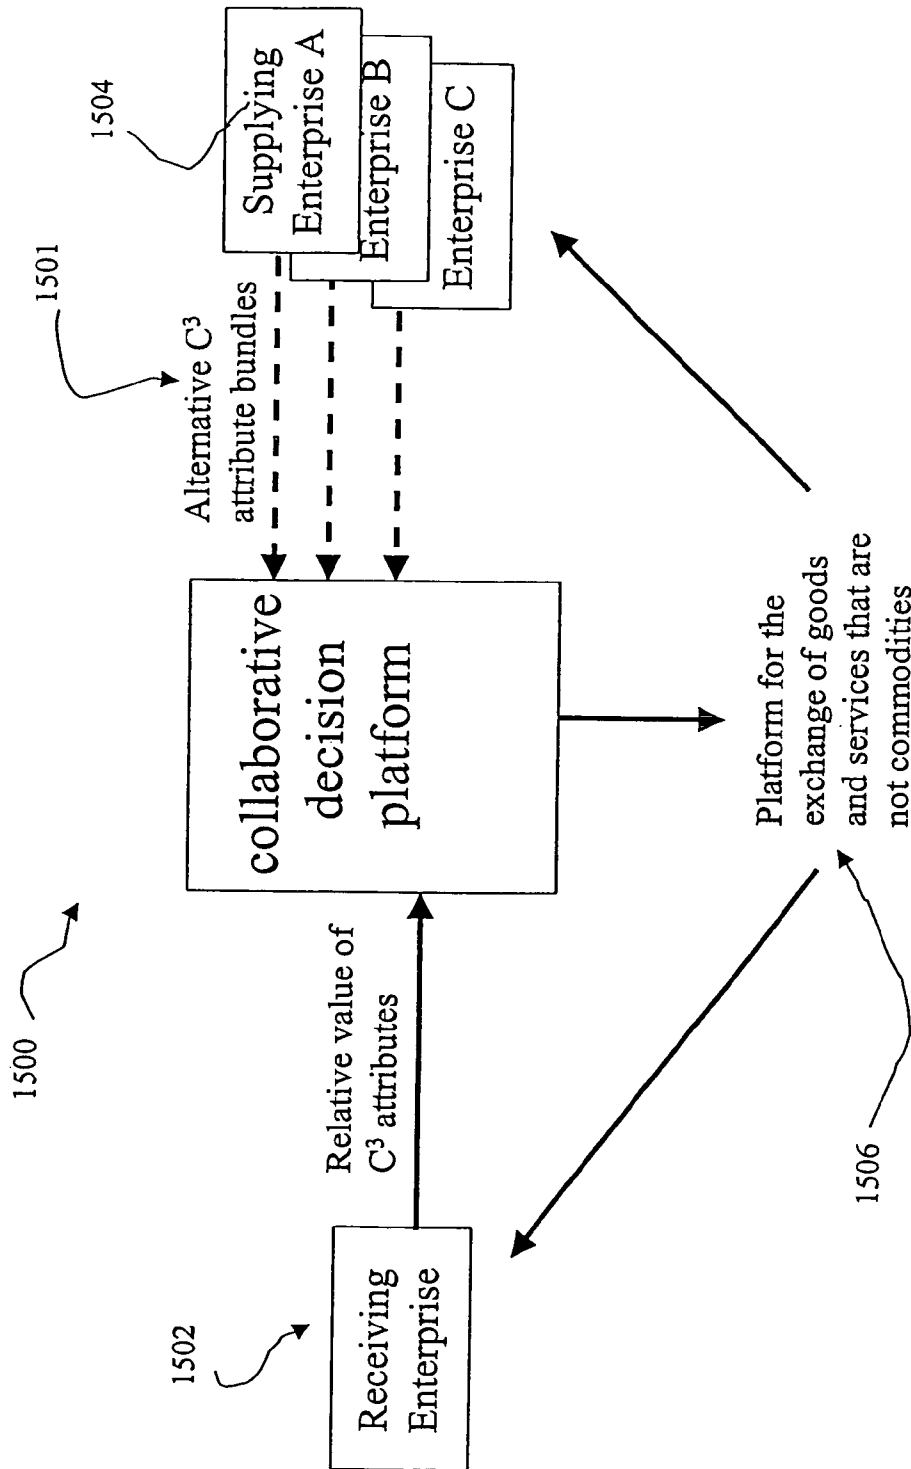 1500
1502
Receiving
Enterprise
Relative value of
C³ attributes
collaborative
decision
platform
1501
Alternative C³
attribute bundles
1504
Supplying
Enterprise A
Enterprise B
Enterprise C
Platform for the
exchange of goods
and services that are
not commodities
1506